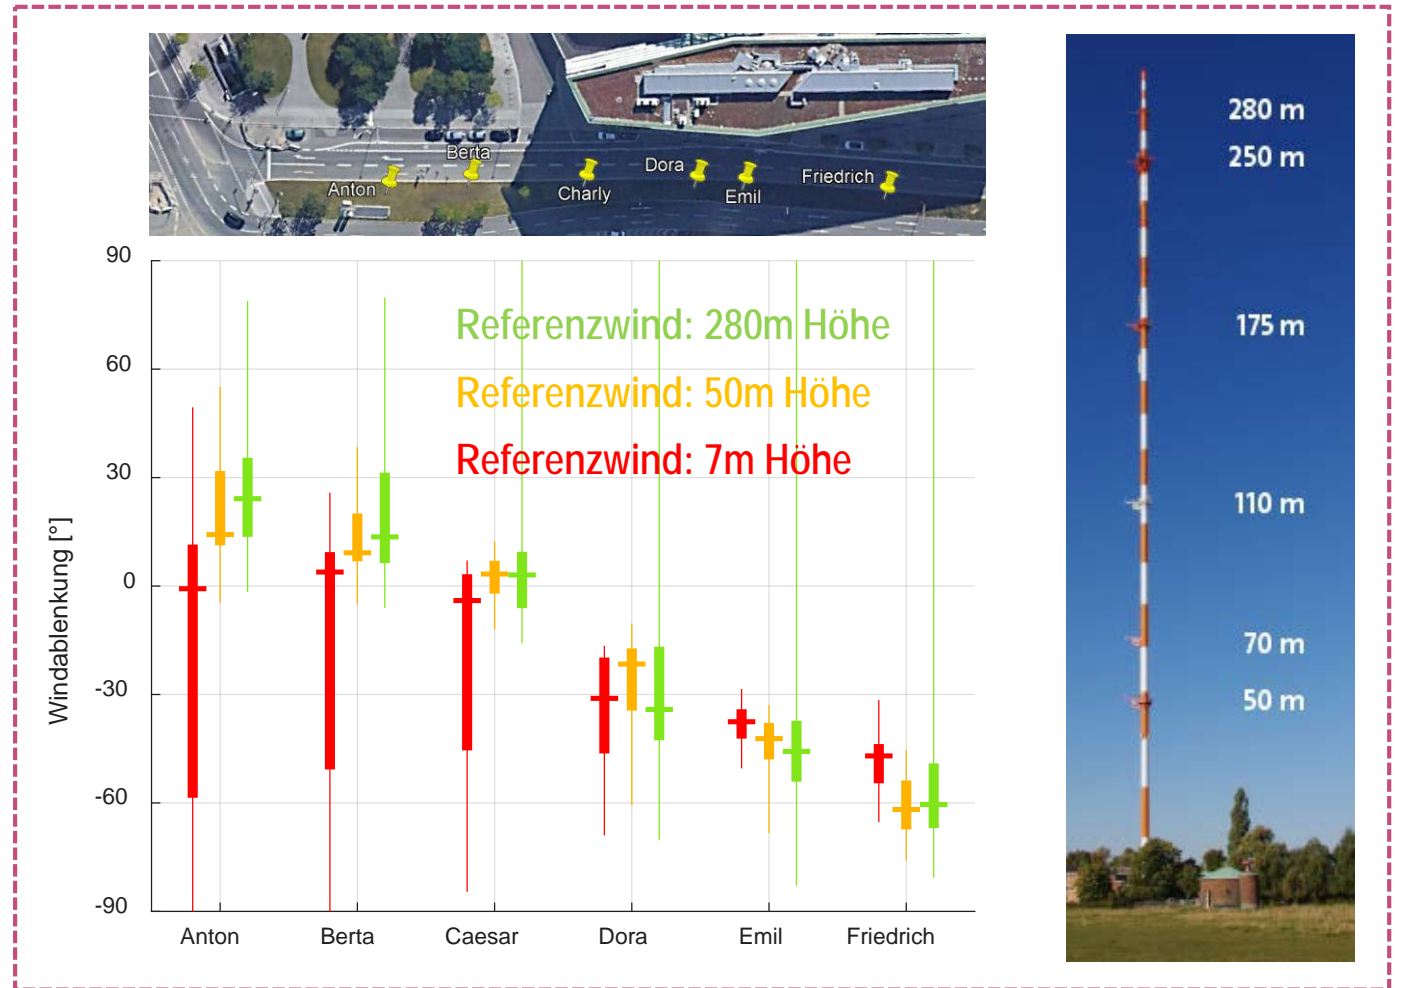 Berta
Anton
Charly
Dora
Emil
Friedrich
280 m
250 m
175 m
110 m
70 m
50 m
Windablenkung [°]
90
60
30
0
-30
-60
-90
Referenzwind: 280m Höhe
Referenzwind: 50m Höhe
Referenzwind: 7m Höhe
Anton Berta Caesar Dora Emil Friedrich